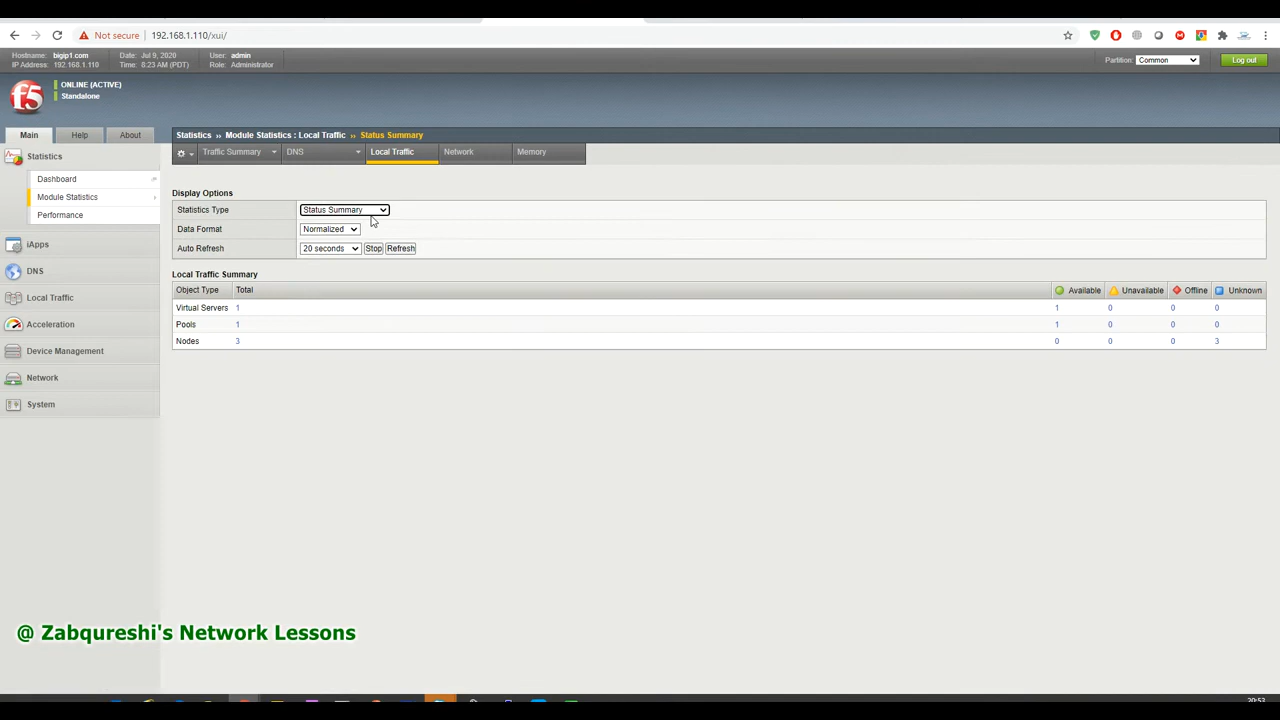 Not secure 192.168.1.110/xui/
Hostname: bigip1.com Date: Jul 9, 2020 User: admin
IP Address: 192.168.1.110 Time: 8:23 AM (PDT) Role: Administrator
Partition: Common Log out
f5 ONLINE (ACTIVE)
Standalone
Main Help About
Statistics ›› Module Statistics : Local Traffic ›› Status Summary
Traffic Summary DNS Local Traffic Network Memory
Statistics
Dashboard
Module Statistics
Performance
iApps
DNS
Local Traffic
Acceleration
Device Management
Network
System
Display Options
Statistics Type Status Summary
Data Format Normalized
Auto Refresh 20 seconds Stop Refresh
Local Traffic Summary
Object Type Total Available Unavailable Offline Unknown
Virtual Servers 1 1 0 0 0
Pools 1 1 0 0 0
Nodes 3 0 0 0 3
@ Zabqureshi's Network Lessons
20:53